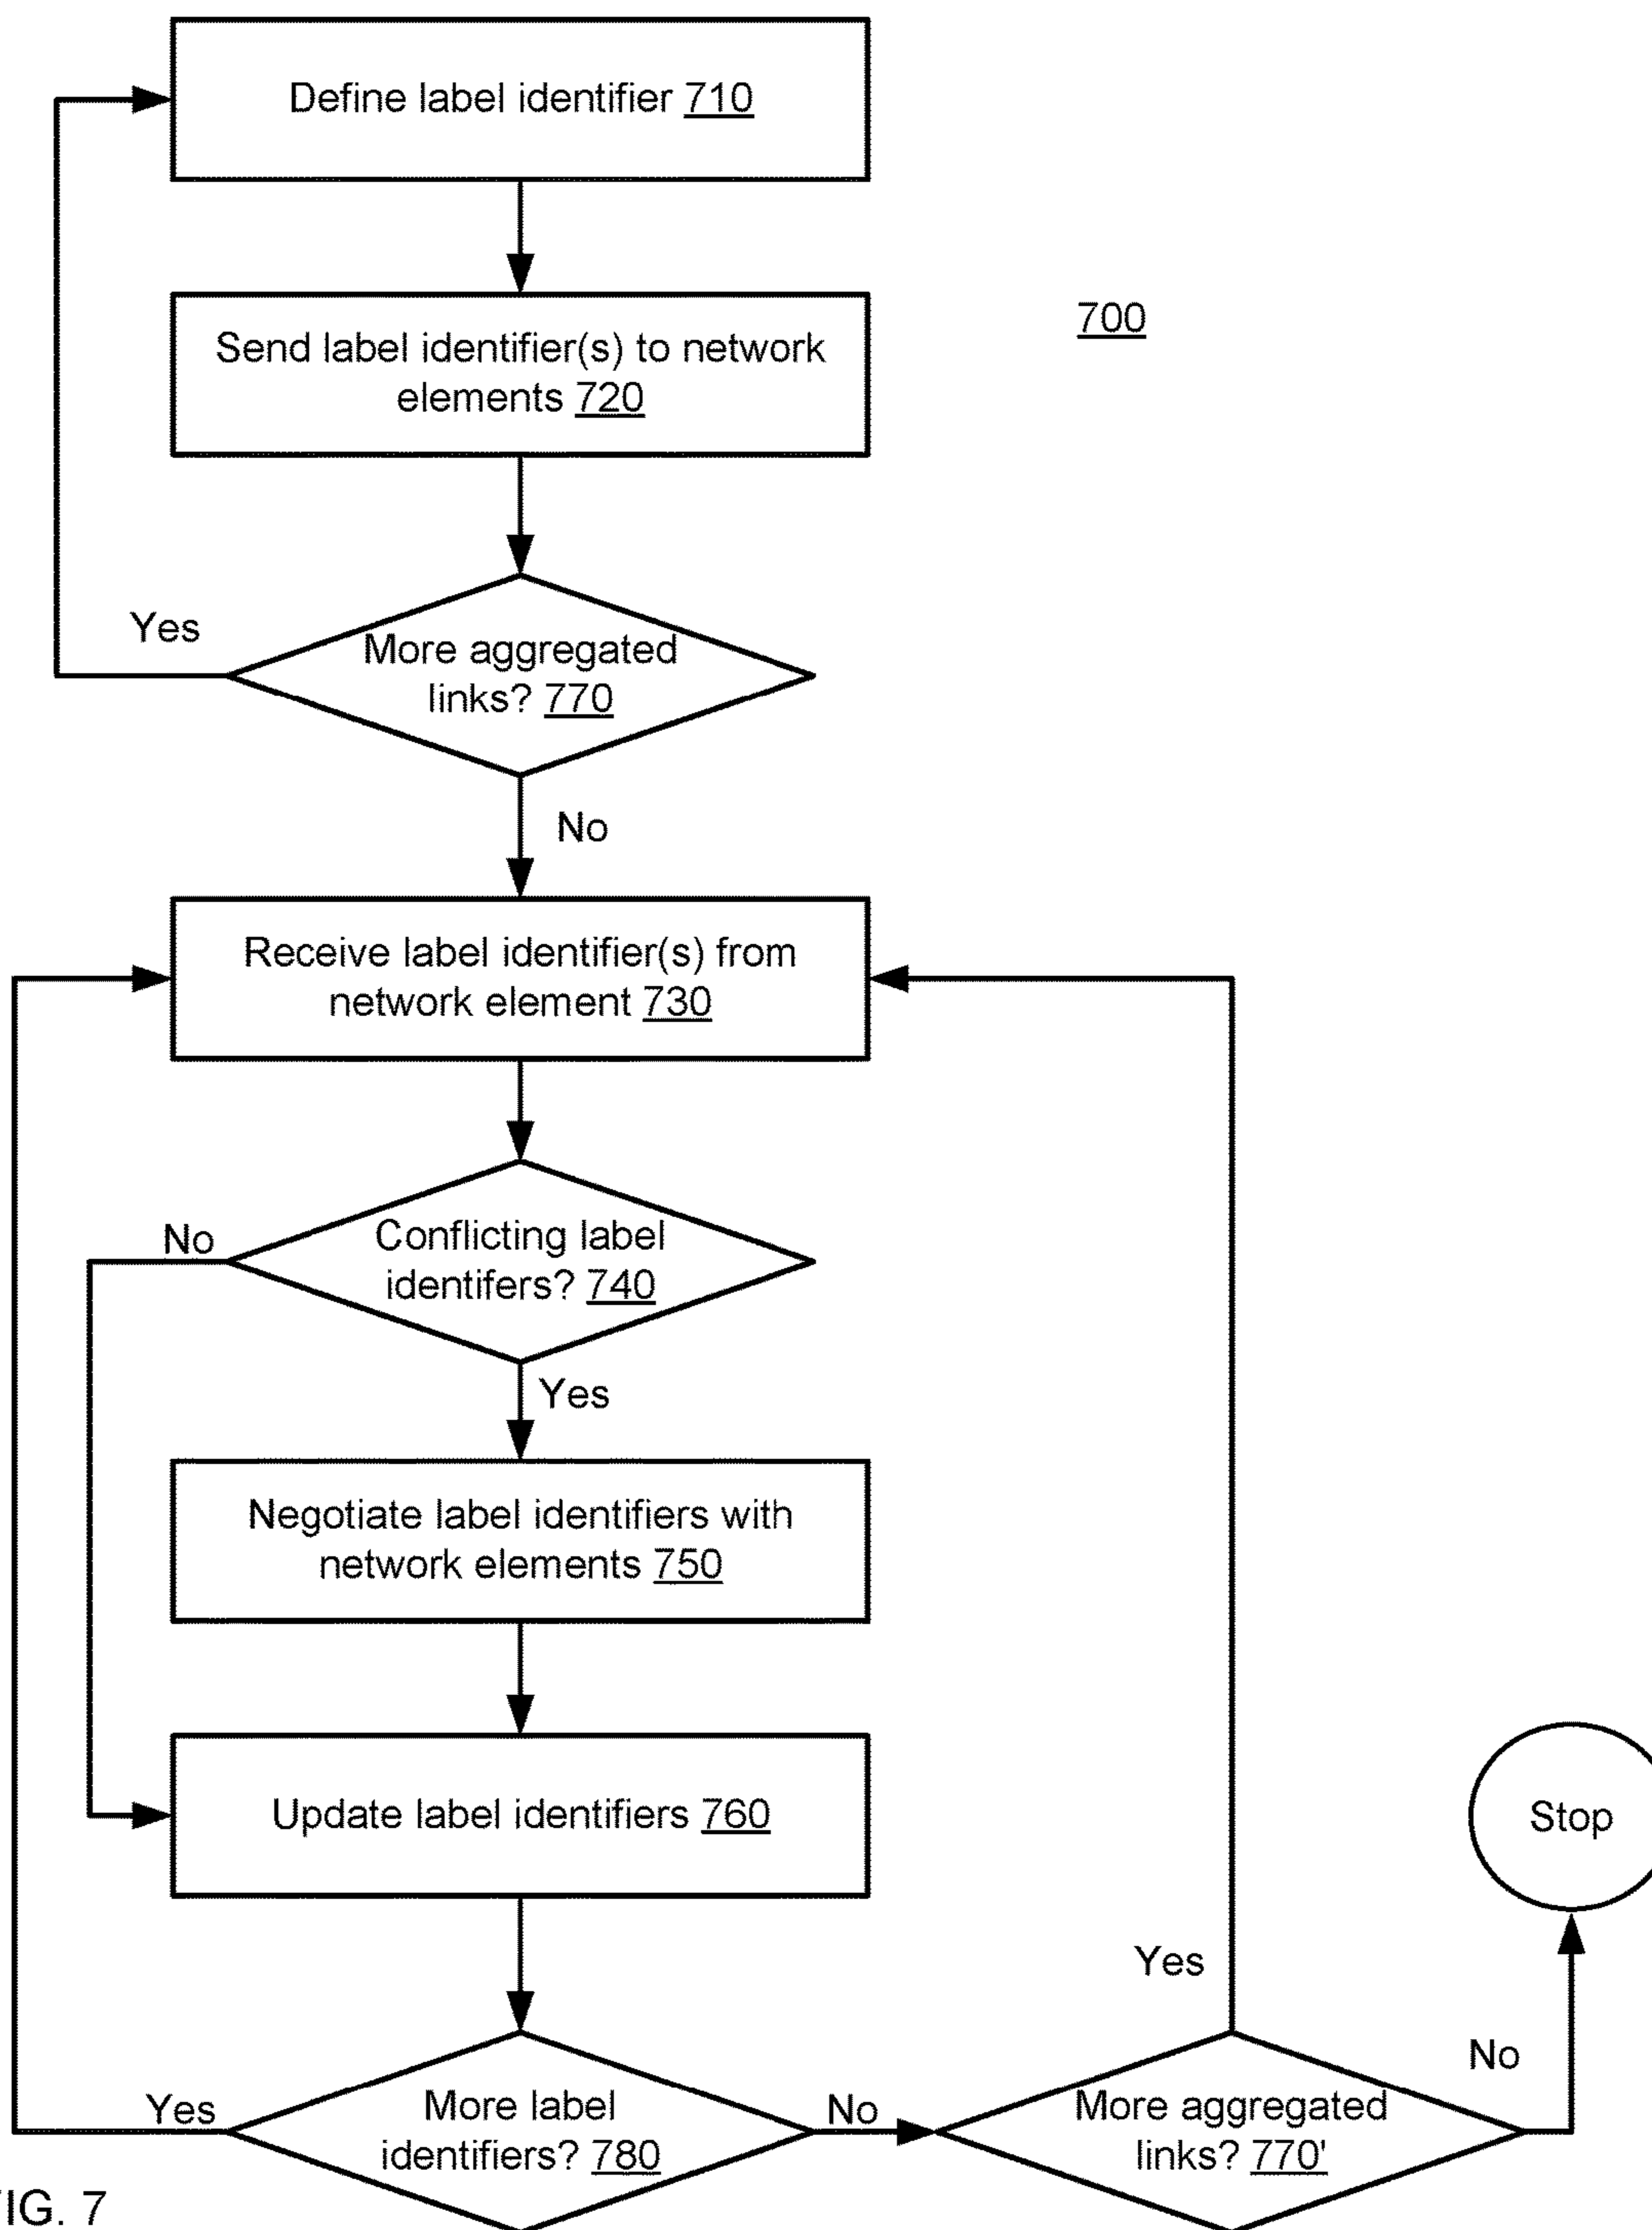 Define label identifier 710
Send label identifier(s) to network
elements 720
700
Yes
More aggregated
links? 770
No
Receive label identifier(s) from
network element 730
No
Conflicting label
identifers? 740
Yes
Negotiate label identifiers with
network elements 750
Update label identifiers 760
Stop
Yes
No
Yes
More label
identifiers? 780
No
More aggregated
links? 770'
IG. 7